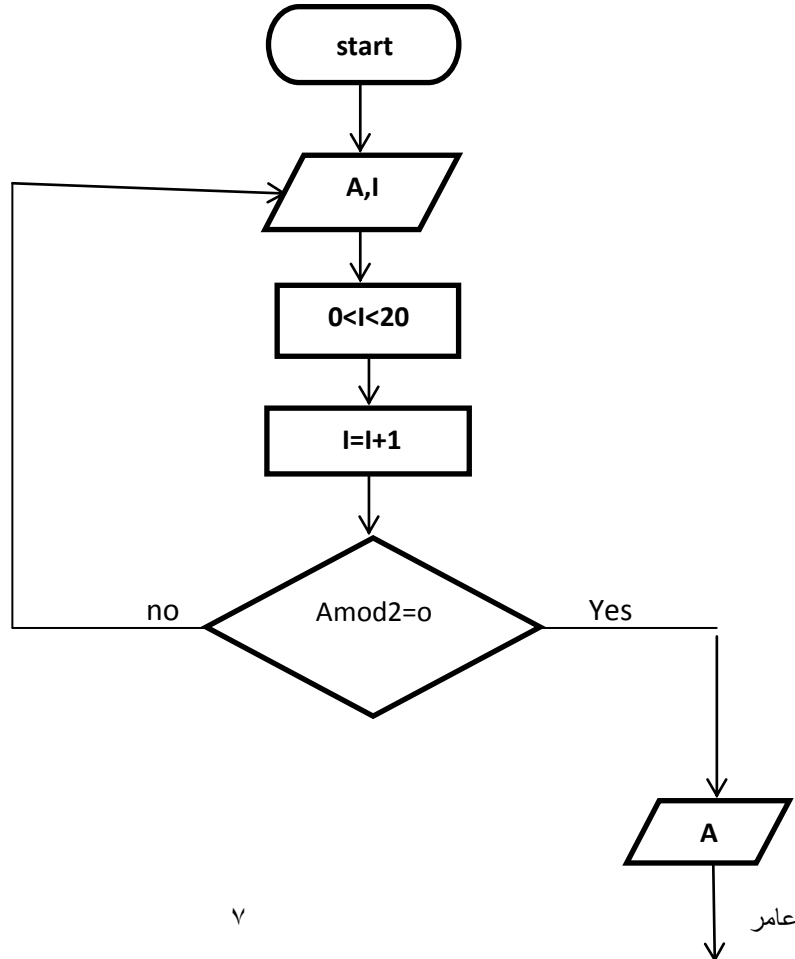 start
A,I
0<I<20
I=I+1
Amod2=o
no
Yes
A
٧
عامر